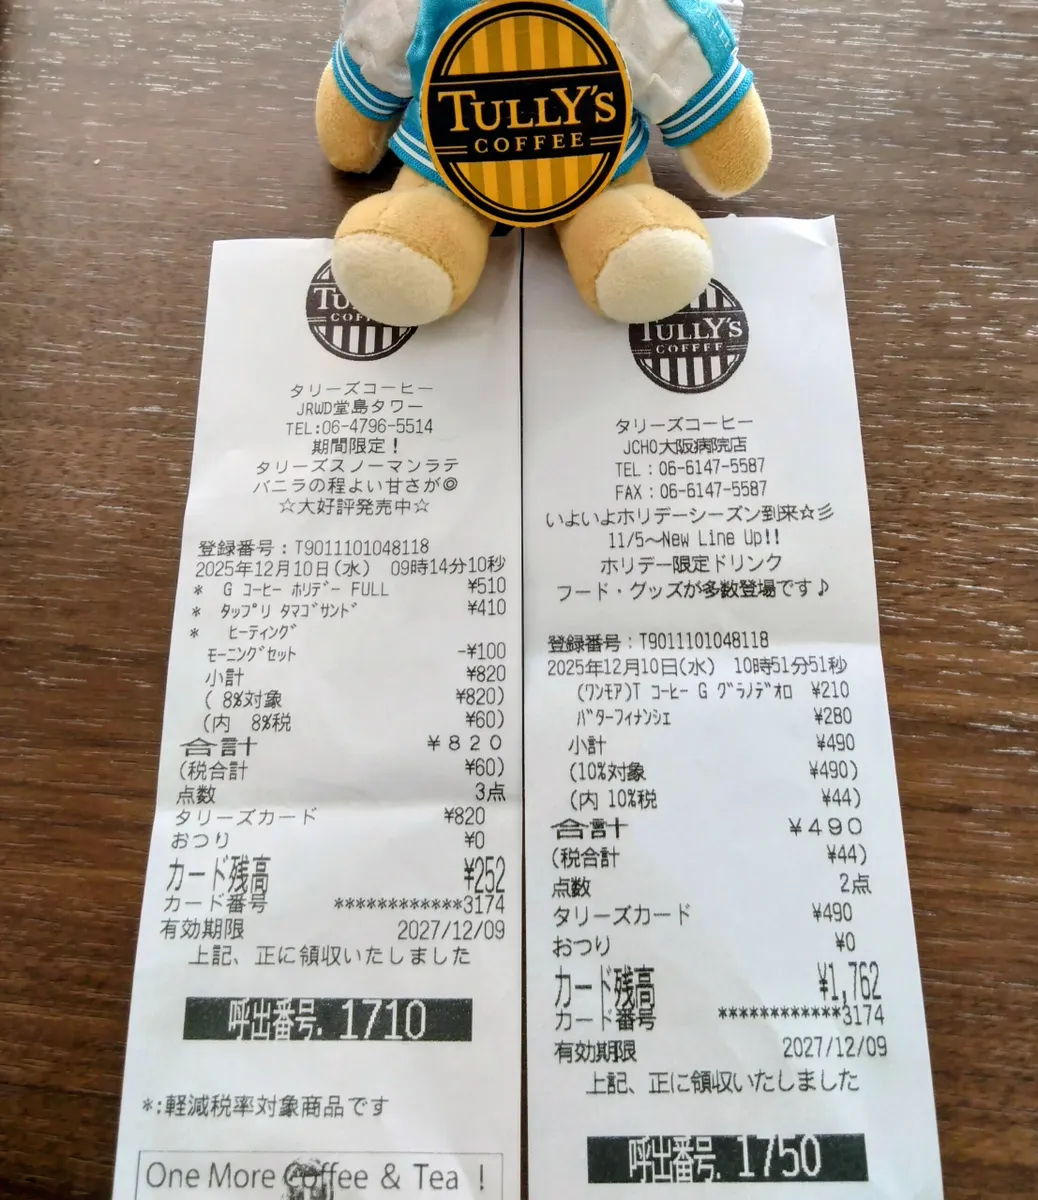 TULLY'S
COFFEE
TU
COFF
タリーズコーヒー
JRWD堂島タワー
TEL:06-4796-5514
期間限定！
タリーズスノーマンラテ
バニラの程よい甘さが◎
☆大好評発売中☆
登録番号：T9011101048118
2025年12月10日(水) 09時14分10秒
* G ｺｰﾋｰ ﾎﾘﾃﾞｰ FULL ¥510
* ﾀｯﾌﾟﾘ ﾀﾏｺﾞｻﾝﾄﾞ ¥410
* ﾋｰﾃｨﾝｸﾞ
ﾓｰﾆﾝｸﾞｾｯﾄ -¥100
小計 ¥820
( 8%対象 ¥820)
(内 8%税 ¥60)
合計 ¥820
(税合計 ¥60)
点数 3点
タリーズカード ¥820
おつり ¥0
カード残高 ¥252
カード番号 ************3174
有効期限 2027/12/09
上記、正に領収いたしました
呼出番号. 1710
*:軽減税率対象商品です
One More Coffee & Tea !
TULLY'S
COFFEE
タリーズコーヒー
JCHO大阪病院店
TEL：06-6147-5587
FAX：06-6147-5587
いよいよホリデーシーズン到来☆彡
11/5～New Line Up!!
ホリデー限定ドリンク
フード・グッズが多数登場です♪
登録番号：T9011101048118
2025年12月10日(水) 10時51分51秒
(ﾜﾝﾓｱ)T ｺｰﾋｰ G ｸﾞﾗﾉﾃﾞｵﾛ ¥210
ﾊﾞﾀｰﾌｨﾅﾝｼｪ ¥280
小計 ¥490
(10%対象 ¥490)
(内 10%税 ¥44)
合計 ¥490
(税合計 ¥44)
点数 2点
タリーズカード ¥490
おつり ¥0
カード残高 ¥1,762
カード番号 ************3174
有効期限 2027/12/09
上記、正に領収いたしました
呼出番号. 1750